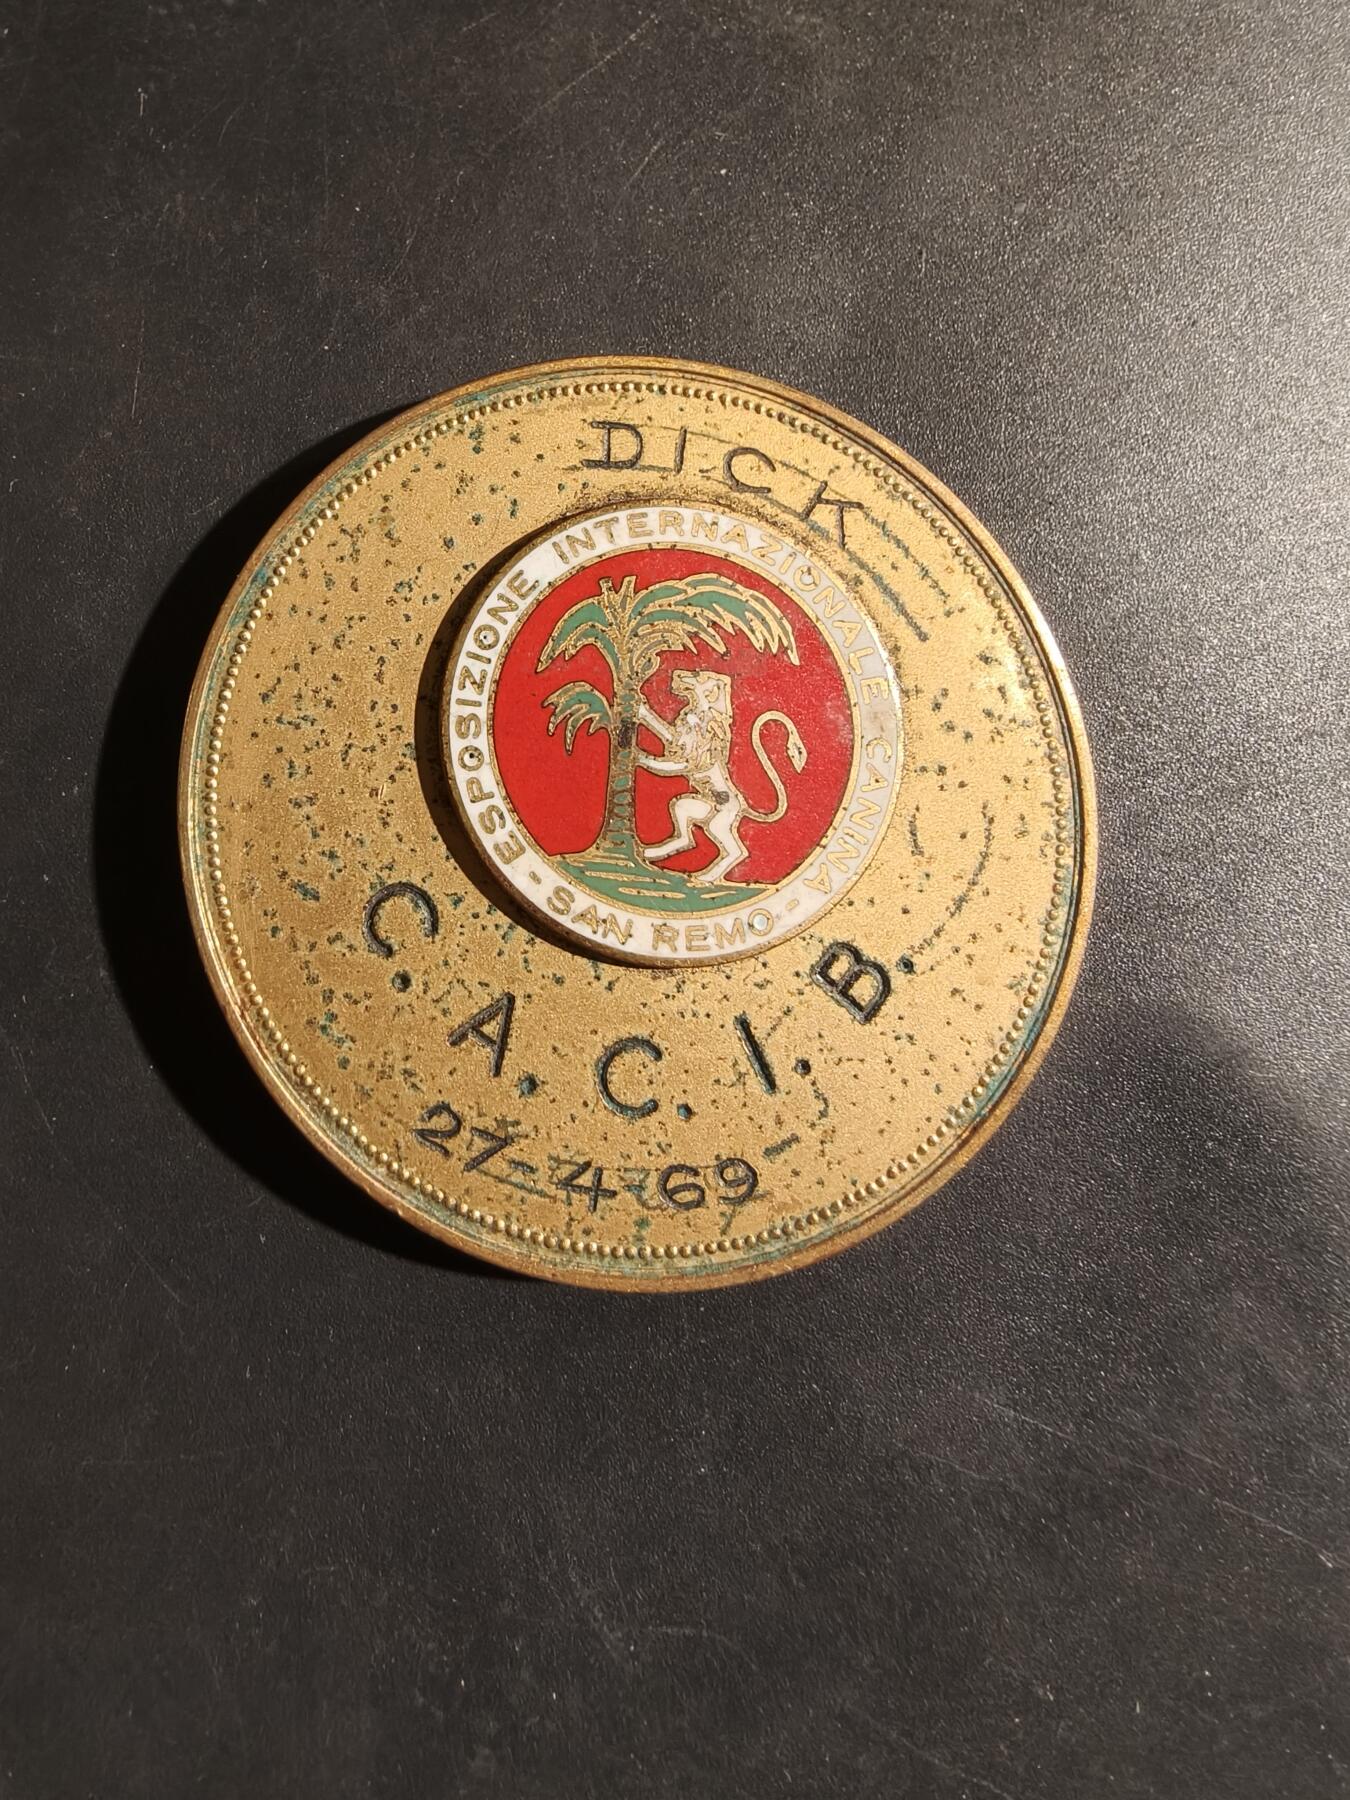 DICK
ESPOSIZIONE INTERNAZIONALE CANINA
- SAN REMO -
C.A.C.I.B.
27-4-69